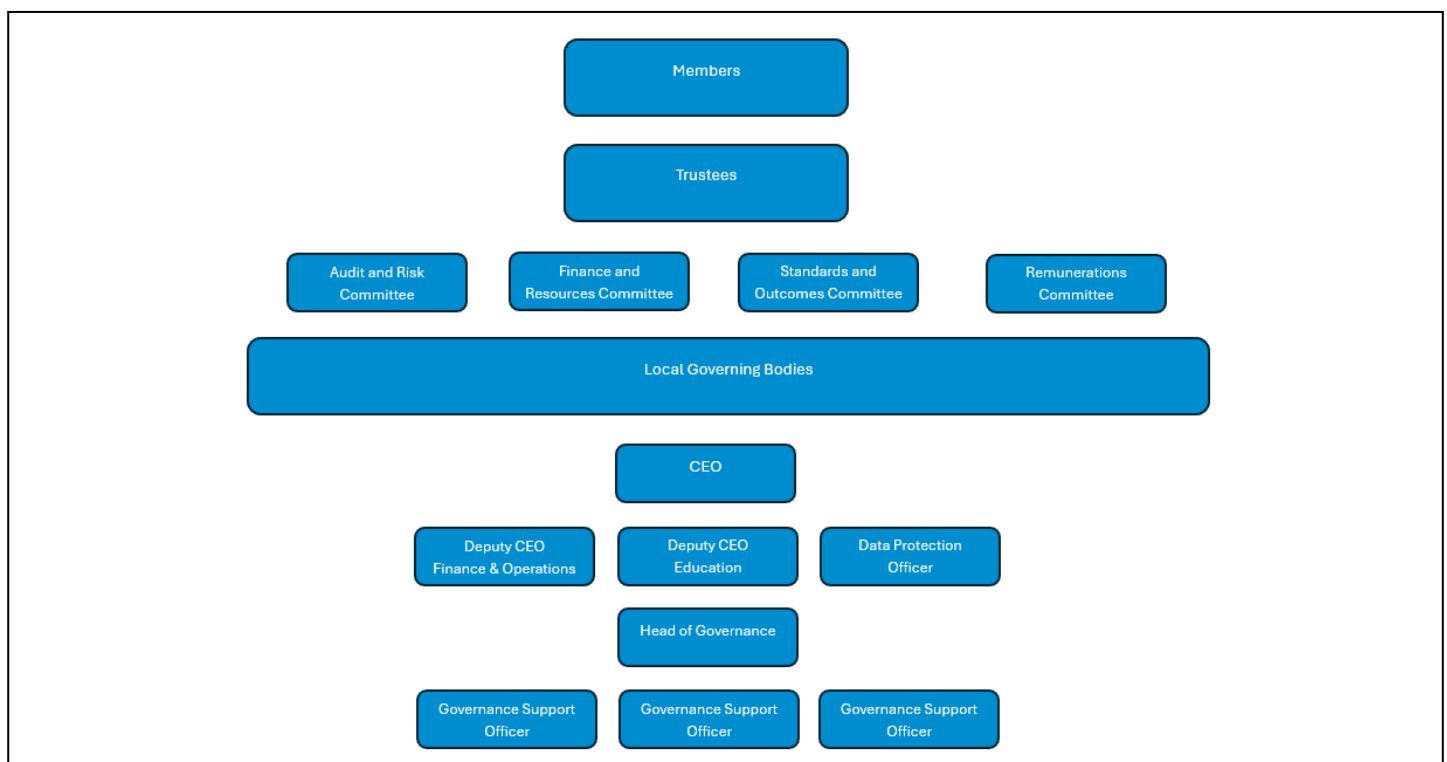 Members
Trustees
Audit and Risk
Committee
Finance and
Resources Committee
Standards and
Outcomes Committee
Remunerations
Committee
Local Governing Bodies
CEO
Deputy CEO
Finance & Operations
Deputy CEO
Education
Data Protection
Officer
Head of Governance
Governance Support
Officer
Governance Support
Officer
Governance Support
Officer